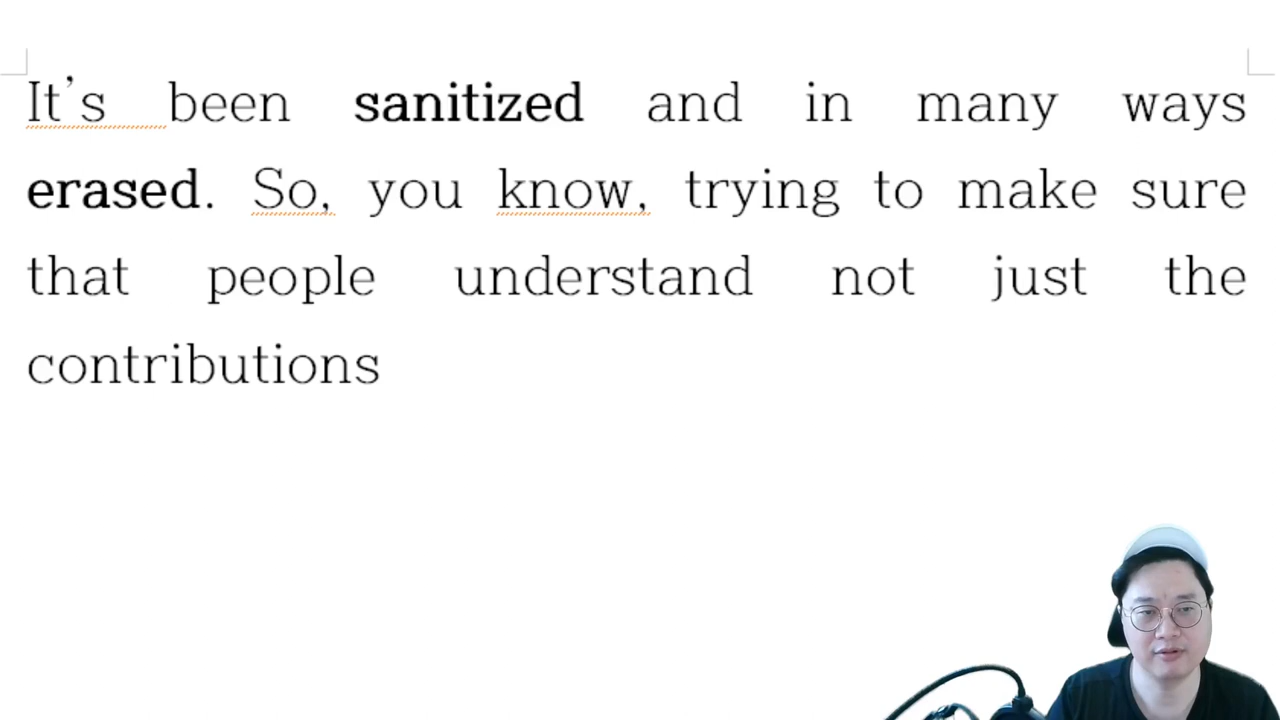 It's been sanitized and in many ways
erased. So, you know, trying to make sure
that people understand not just the
contributions